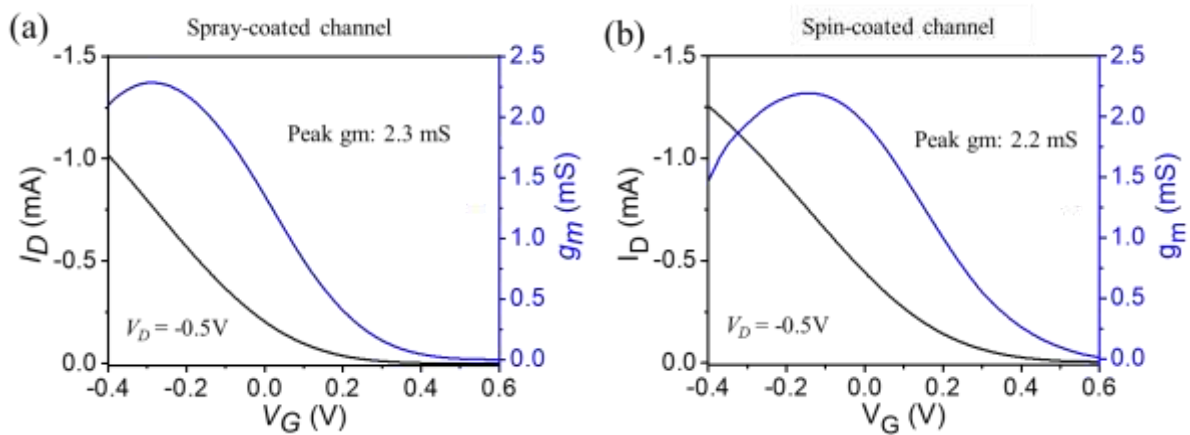 (a)
Spray-coated channel
-1.5
-1.0
-0.5
0.0
I_D (mA)
2.5
2.0
1.5
1.0
0.5
0.0
g_m (mS)
Peak gm: 2.3 mS
V_D = -0.5V
-0.4 -0.2 0.0 0.2 0.4 0.6
V_G (V)
(b)
Spin-coated channel
-1.5
-1.0
-0.5
0.0
I_D (mA)
2.5
2.0
1.5
1.0
0.5
0.0
g_m (mS)
Peak gm: 2.2 mS
V_D = -0.5V
-0.4 -0.2 0.0 0.2 0.4 0.6
V_G (V)